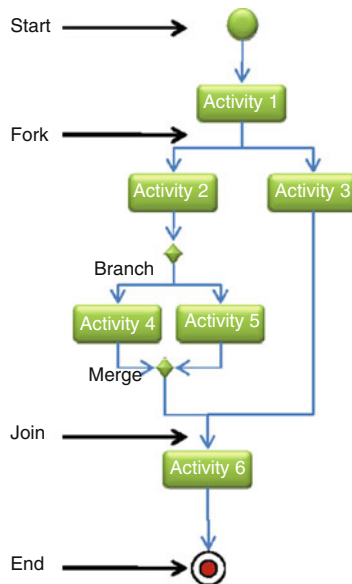 Start
Activity 1
Fork
Activity 2
Activity 3
Branch
Activity 4
Activity 5
Merge
Join
Activity 6
End